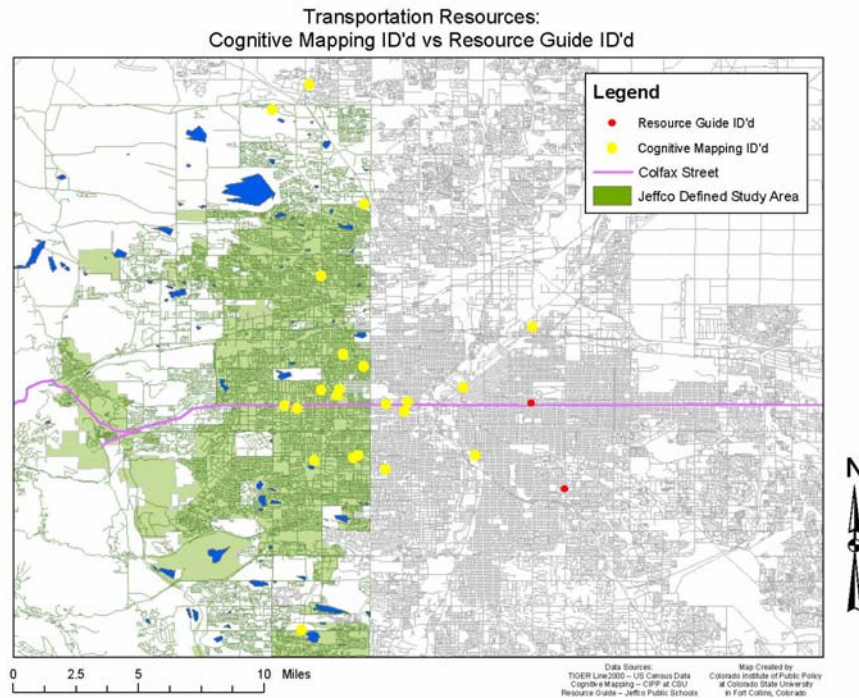 Transportation Resources:
Cognitive Mapping ID'd vs Resource Guide ID'd
Legend
Resource Guide ID'd
Cognitive Mapping ID'd
Colfax Street
Jeffco Defined Study Area
N
0 2.5 5 10 Miles
Data Sources:
TIGER Line2000 – US Census Data
Cognitive Mapping – CIPP at CSU
Resource Guide – Jeffco Public Schools
Map Created by
Colorado Institute of Public Policy
at Colorado State University
in Fort Collins, Colorado